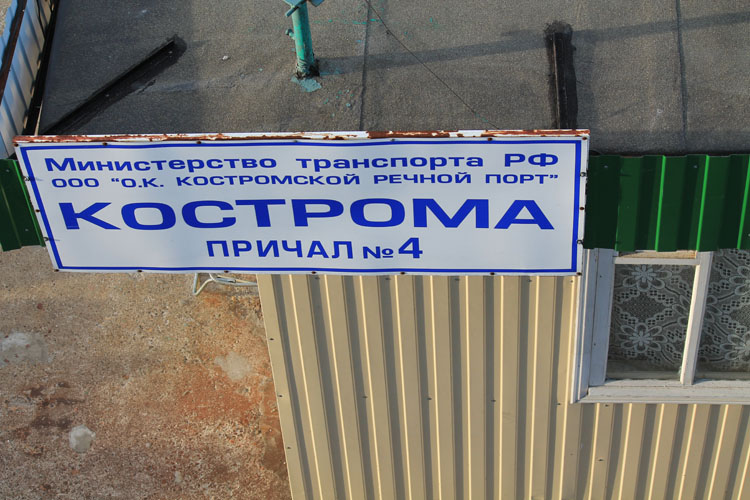 Министерство транспорта РФ
ООО "О.К. КОСТРОМСКОЙ РЕЧНОЙ ПОРТ"
КОСТРОМА
ПРИЧАЛ №4